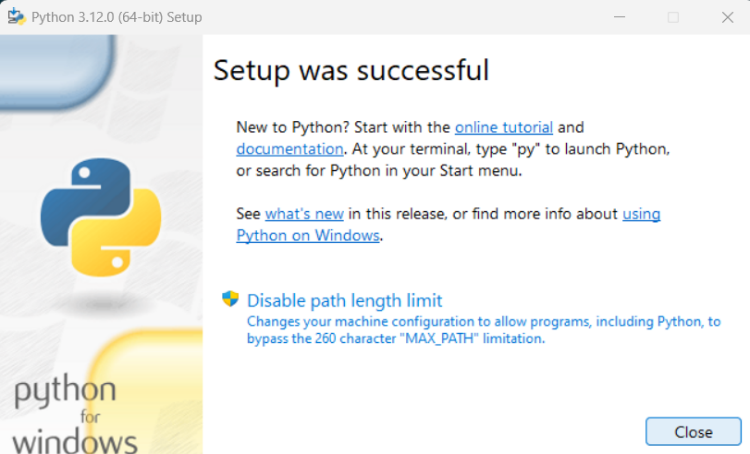 Python 3.12.0 (64-bit) Setup
Setup was successful
New to Python? Start with the online tutorial and
documentation. At your terminal, type "py" to launch Python,
or search for Python in your Start menu.
See what's new in this release, or find more info about using
Python on Windows.
Disable path length limit
Changes your machine configuration to allow programs, including Python, to
bypass the 260 character "MAX_PATH" limitation.
python
for
windows
Close